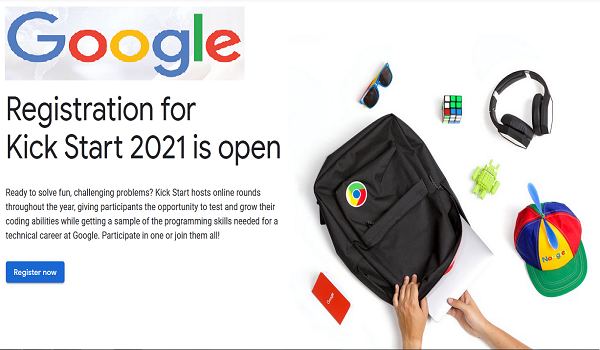 Google
Registration for
Kick Start 2021 is open
Ready to solve fun, challenging problems? Kick Start hosts online rounds
throughout the year, giving participants the opportunity to test and grow their
coding abilities while getting a sample of the programming skills needed for a
technical career at Google. Participate in one or join them all!
Register now
Google